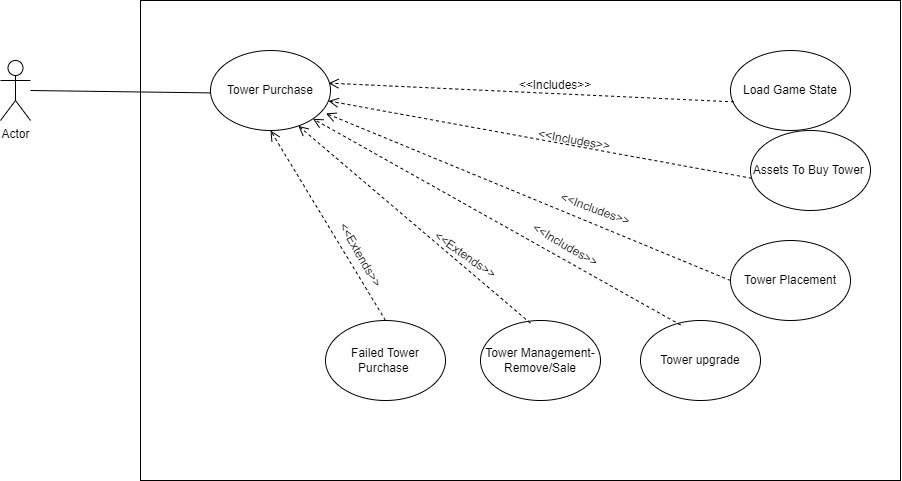 Tower Purchase
<<Includes>>
Load Game State
Actor
<<Includes>>
Assets To Buy Tower
<<Includes>>
<<Extends>>
<<Extends>>
<<Includes>>
Tower Placement
Failed Tower
Purchase
Tower Management-
Remove/Sale
Tower upgrade